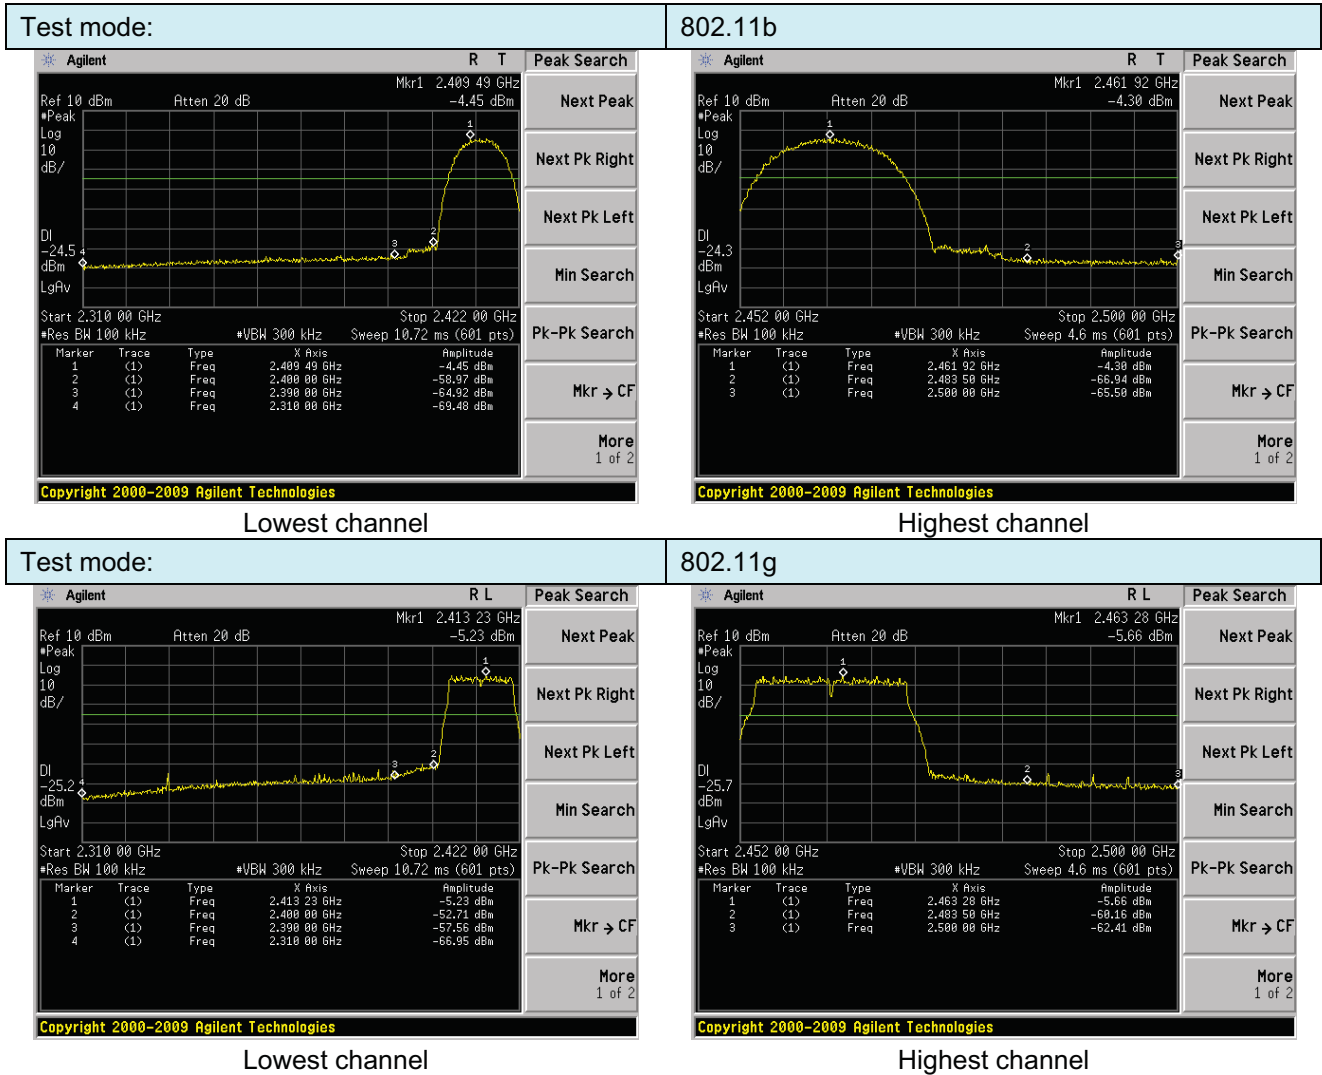 Test mode: 802.11b
Agilent R T Peak Search
Mkr1 2.409 49 GHz
Ref 10 dBm Atten 20 dB -4.45 dBm
#Peak
Log
10
dB/
1
2
3
4
DI
-24.5
dBm
LgAv
Start 2.310 00 GHz Stop 2.422 00 GHz
#Res BW 100 kHz #VBW 300 kHz Sweep 10.72 ms (601 pts)
Marker Trace Type X Axis Amplitude
1 (1) Freq 2.409 49 GHz -4.45 dBm
2 (1) Freq 2.400 00 GHz -58.97 dBm
3 (1) Freq 2.390 00 GHz -64.92 dBm
4 (1) Freq 2.310 00 GHz -69.48 dBm
Next Peak
Next Pk Right
Next Pk Left
Min Search
Pk-Pk Search
Mkr → CF
More
1 of 2
Copyright 2000-2009 Agilent Technologies
Lowest channel
Agilent R T Peak Search
Mkr1 2.461 92 GHz
Ref 10 dBm Atten 20 dB -4.30 dBm
#Peak
Log
10
dB/
1
2
3
DI
-24.3
dBm
LgAv
Start 2.452 00 GHz Stop 2.500 00 GHz
#Res BW 100 kHz #VBW 300 kHz Sweep 4.6 ms (601 pts)
Marker Trace Type X Axis Amplitude
1 (1) Freq 2.461 92 GHz -4.30 dBm
2 (1) Freq 2.483 50 GHz -66.94 dBm
3 (1) Freq 2.500 00 GHz -65.50 dBm
Next Peak
Next Pk Right
Next Pk Left
Min Search
Pk-Pk Search
Mkr → CF
More
1 of 2
Copyright 2000-2009 Agilent Technologies
Highest channel
Test mode: 802.11g
Agilent R L Peak Search
Mkr1 2.413 23 GHz
Ref 10 dBm Atten 20 dB -5.23 dBm
#Peak
Log
10
dB/
1
2
3
4
DI
-25.2
dBm
LgAv
Start 2.310 00 GHz Stop 2.422 00 GHz
#Res BW 100 kHz #VBW 300 kHz Sweep 10.72 ms (601 pts)
Marker Trace Type X Axis Amplitude
1 (1) Freq 2.413 23 GHz -5.23 dBm
2 (1) Freq 2.400 00 GHz -52.71 dBm
3 (1) Freq 2.390 00 GHz -57.56 dBm
4 (1) Freq 2.310 00 GHz -66.95 dBm
Next Peak
Next Pk Right
Next Pk Left
Min Search
Pk-Pk Search
Mkr → CF
More
1 of 2
Copyright 2000-2009 Agilent Technologies
Lowest channel
Agilent R L Peak Search
Mkr1 2.463 28 GHz
Ref 10 dBm Atten 20 dB -5.66 dBm
#Peak
Log
10
dB/
1
2
3
DI
-25.7
dBm
LgAv
Start 2.452 00 GHz Stop 2.500 00 GHz
#Res BW 100 kHz #VBW 300 kHz Sweep 4.6 ms (601 pts)
Marker Trace Type X Axis Amplitude
1 (1) Freq 2.463 28 GHz -5.66 dBm
2 (1) Freq 2.483 50 GHz -60.16 dBm
3 (1) Freq 2.500 00 GHz -62.41 dBm
Next Peak
Next Pk Right
Next Pk Left
Min Search
Pk-Pk Search
Mkr → CF
More
1 of 2
Copyright 2000-2009 Agilent Technologies
Highest channel